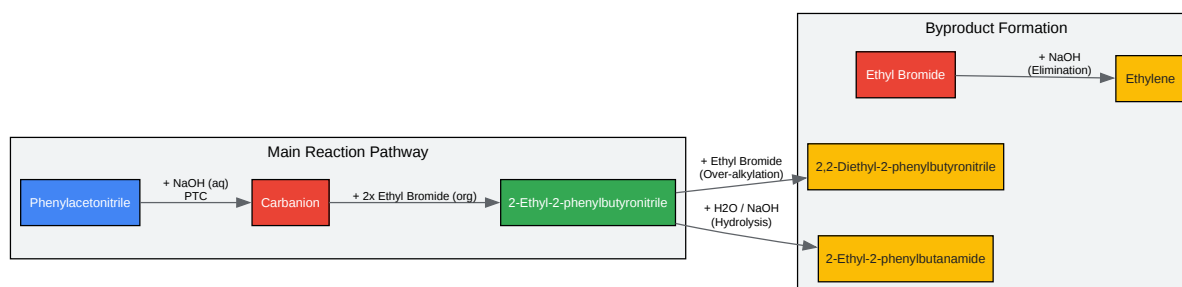 Byproduct Formation
Ethyl Bromide
+ NaOH
(Elimination)
Ethylene
Main Reaction Pathway
Phenylacetonitrile
+ NaOH (aq)
PTC
Carbanion
+ 2x Ethyl Bromide (org)
2-Ethyl-2-phenylbutyronitrile
+ Ethyl Bromide
(Over-alkylation)
2,2-Diethyl-2-phenylbutyronitrile
+ H2O / NaOH
(Hydrolysis)
2-Ethyl-2-phenylbutanamide